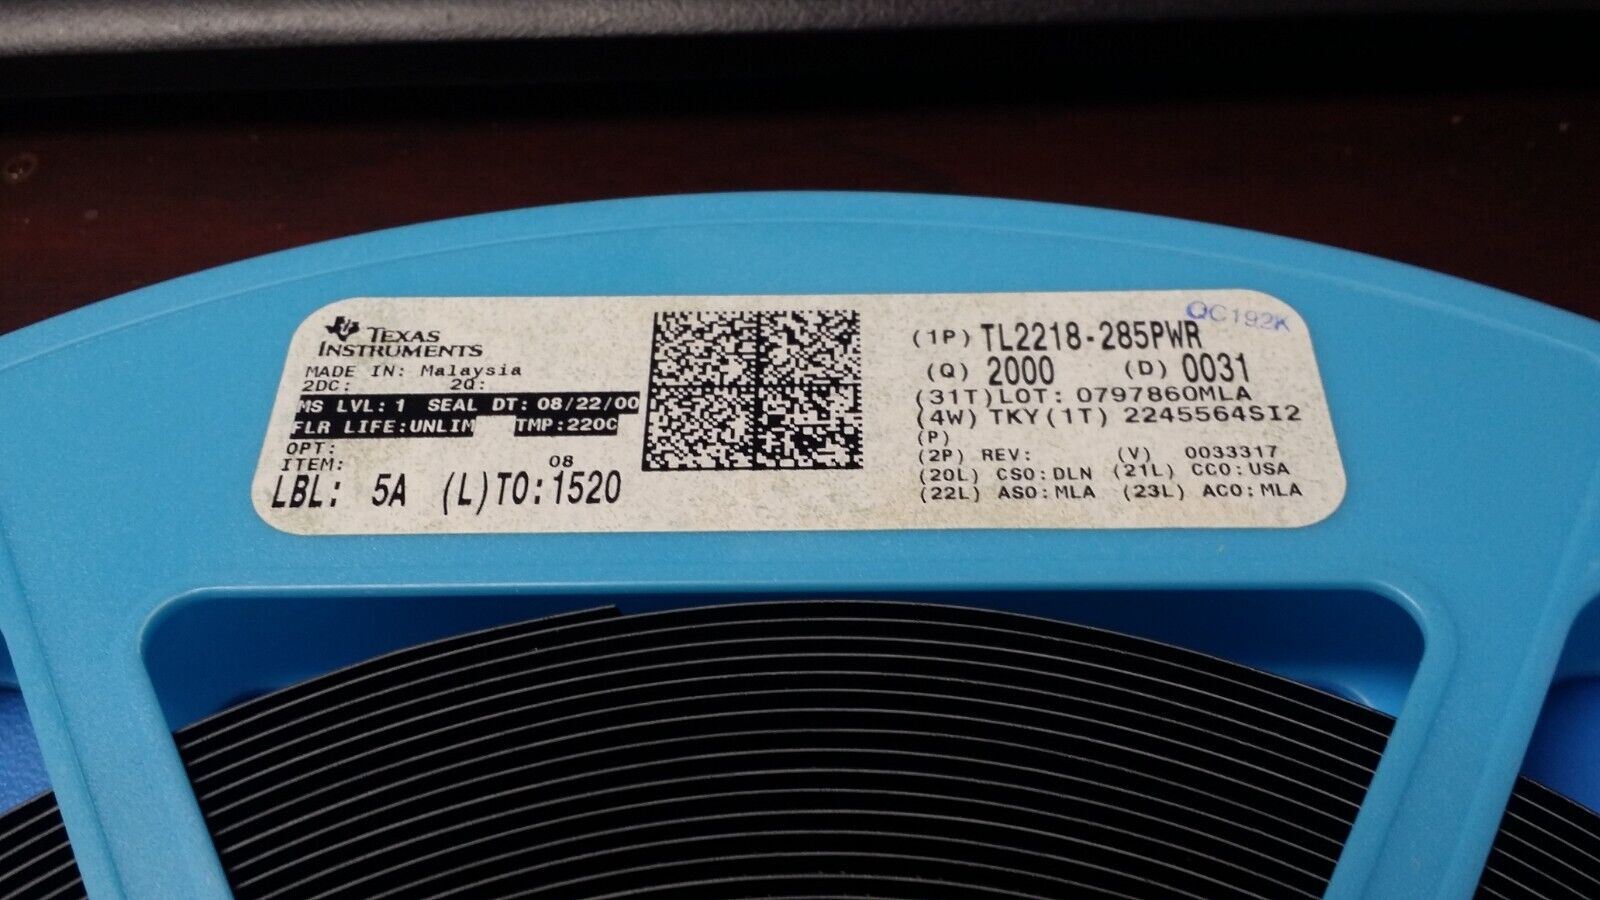 TEXAS
INSTRUMENTS
MADE IN: Malaysia
2DC: 2Q:
MS LVL: 1 SEAL DT: 08/22/00
FLR LIFE:UNLIM TMP:220C
OPT:
ITEM:
08
LBL: 5A (L)TO:1520
QC192K
(1P) TL2218-285PWR
(Q) 2000 (D) 0031
(31T)LOT: 0797860MLA
(4W) TKY(1T) 2245564SI2
(P)
(2P) REV: (V) 0033317
(20L) CSO:DLN (21L) CCO:USA
(22L) ASO:MLA (23L) ACO:MLA